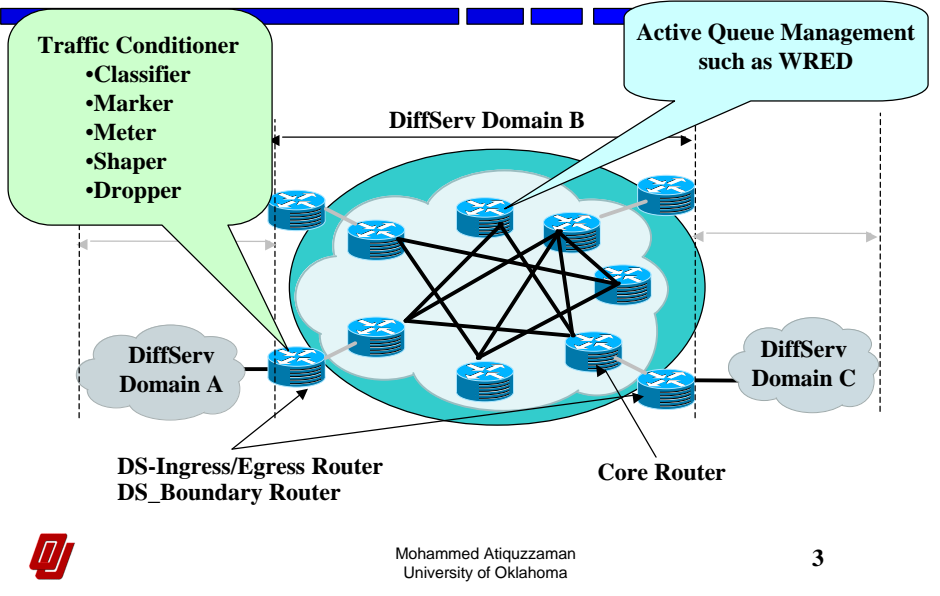 Traffic Conditioner
•Classifier
•Marker
•Meter
•Shaper
•Dropper
Active Queue Management
such as WRED
DiffServ Domain B
DiffServ
Domain A
DiffServ
Domain C
DS-Ingress/Egress Router
DS_Boundary Router
Core Router
Mohammed Atiquzzaman
University of Oklahoma
3